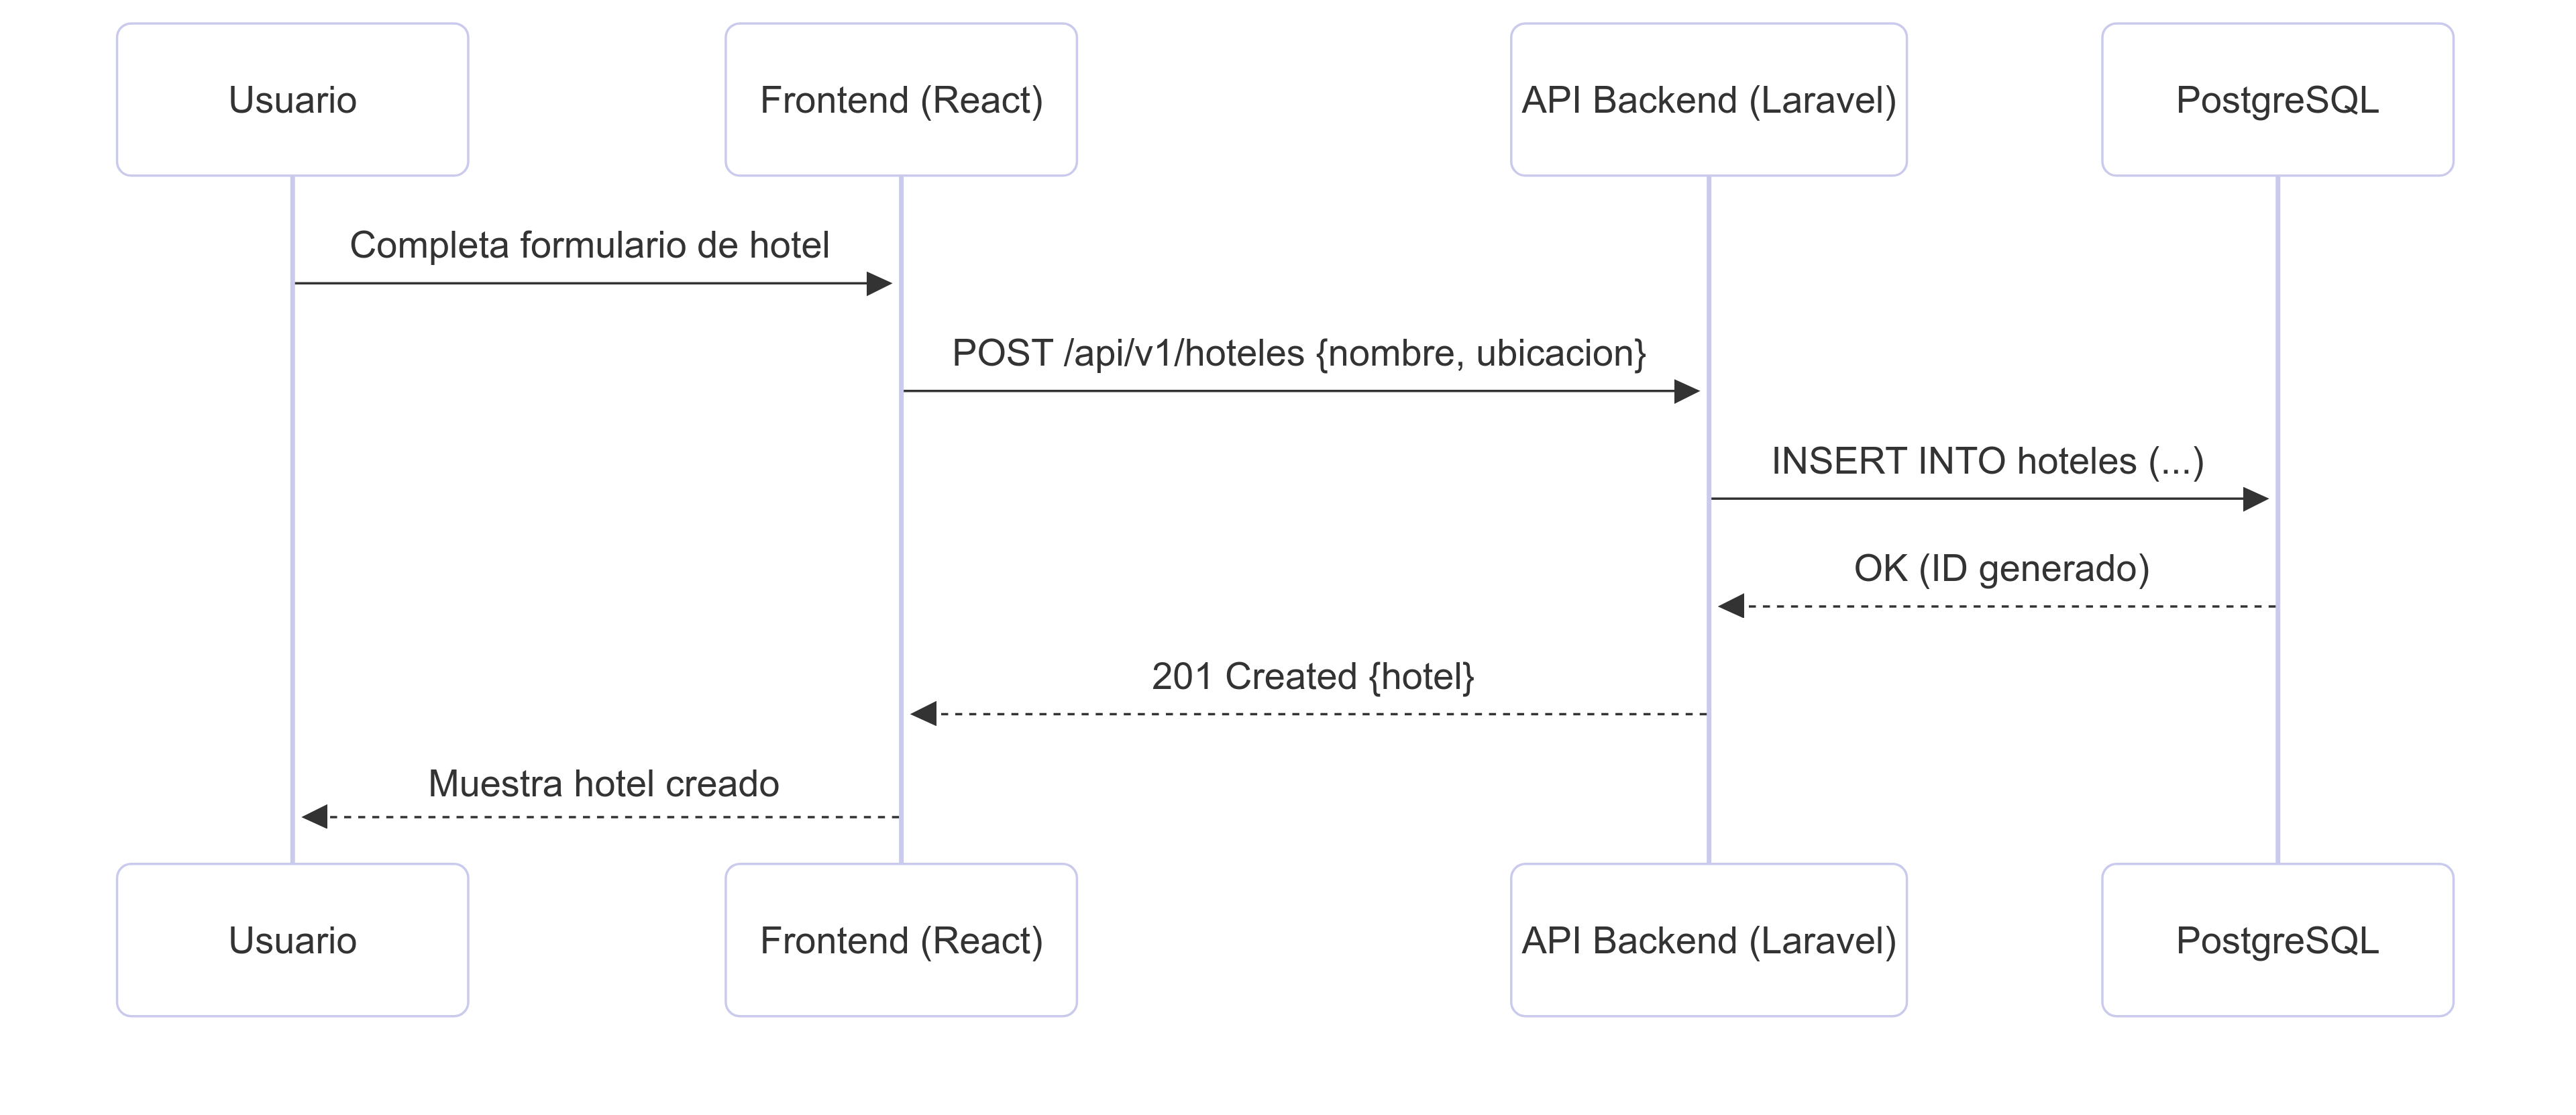 Usuario
Frontend (React)
API Backend (Laravel)
PostgreSQL
Completa formulario de hotel
POST /api/v1/hoteles {nombre, ubicacion}
INSERT INTO hoteles (...)
OK (ID generado)
201 Created {hotel}
Muestra hotel creado
Usuario
Frontend (React)
API Backend (Laravel)
PostgreSQL